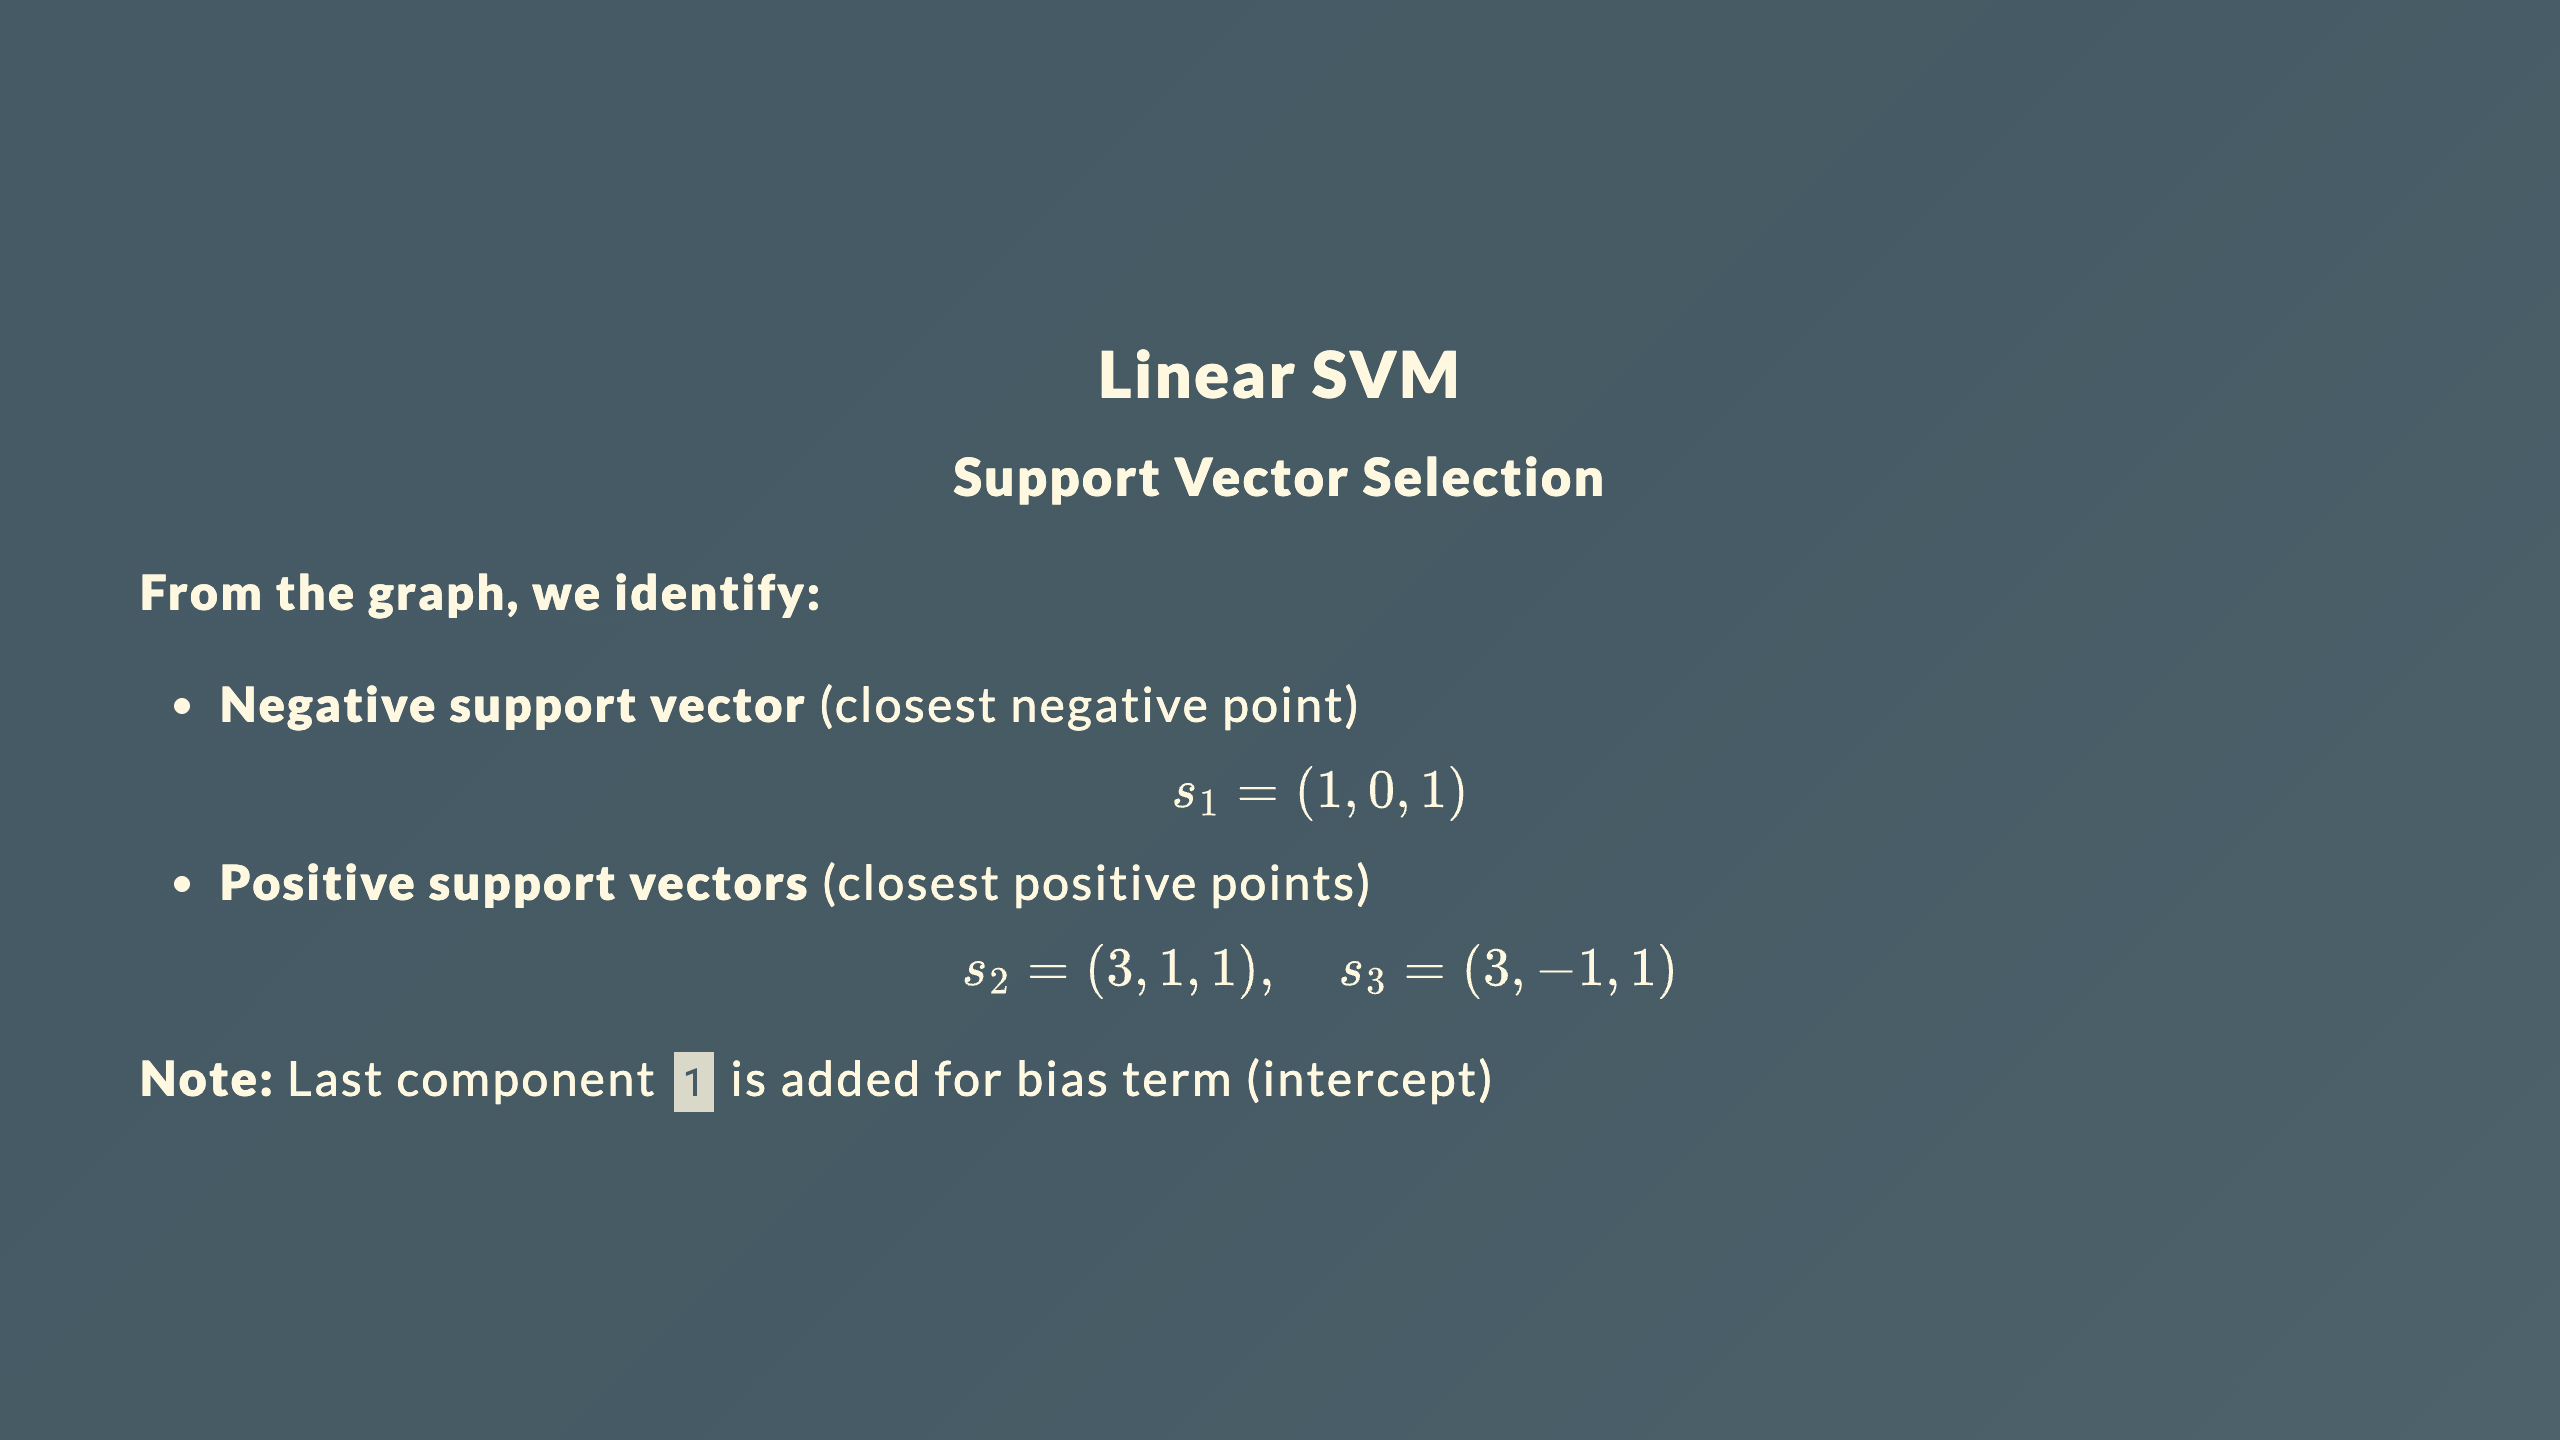 Linear SVM
Support Vector Selection
From the graph, we identify:
• Negative support vector (closest negative point)
s₁ = (1, 0, 1)
• Positive support vectors (closest positive points)
s₂ = (3, 1, 1), s₃ = (3, −1, 1)
Note: Last component 1 is added for bias term (intercept)